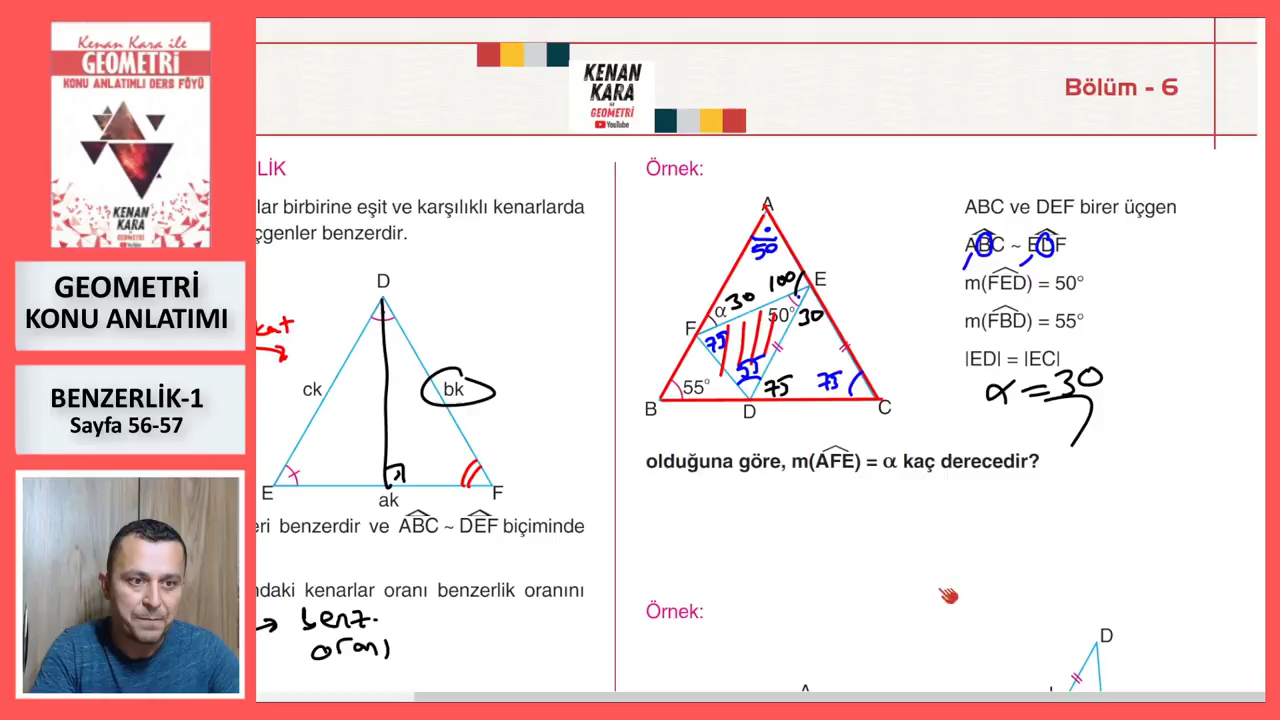 Kenan Kara ile
GEOMETRİ
KONU ANLATIMLI DERS FÖYÜ
KENAN
KARA
GEOMETRİ
YouTube
GEOMETRİ
KONU ANLATIMI
BENZERLİK-1
Sayfa 56-57
KENAN
KARA
ile
GEOMETRİ
YouTube
Bölüm - 6
LİK
lar birbirine eşit ve karşılıklı kenarlarda
çgenler benzerdir.
D
ck
bk
E
ak
F
eri benzerdir ve ABC ~ DEF biçiminde
ndaki kenarlar oranı benzerlik oranını
→ benz.
oranı
Örnek:
A
50
E
100
α 30
50°
30
F
75
55
55°
75
75
B
D
C
ABC ve DEF birer üçgen
ABC ~ EDF
m(FED) = 50°
m(FBD) = 55°
|ED| = |EC|
α = 30
olduğuna göre, m(AFE) = α kaç derecedir?
Örnek:
D
A